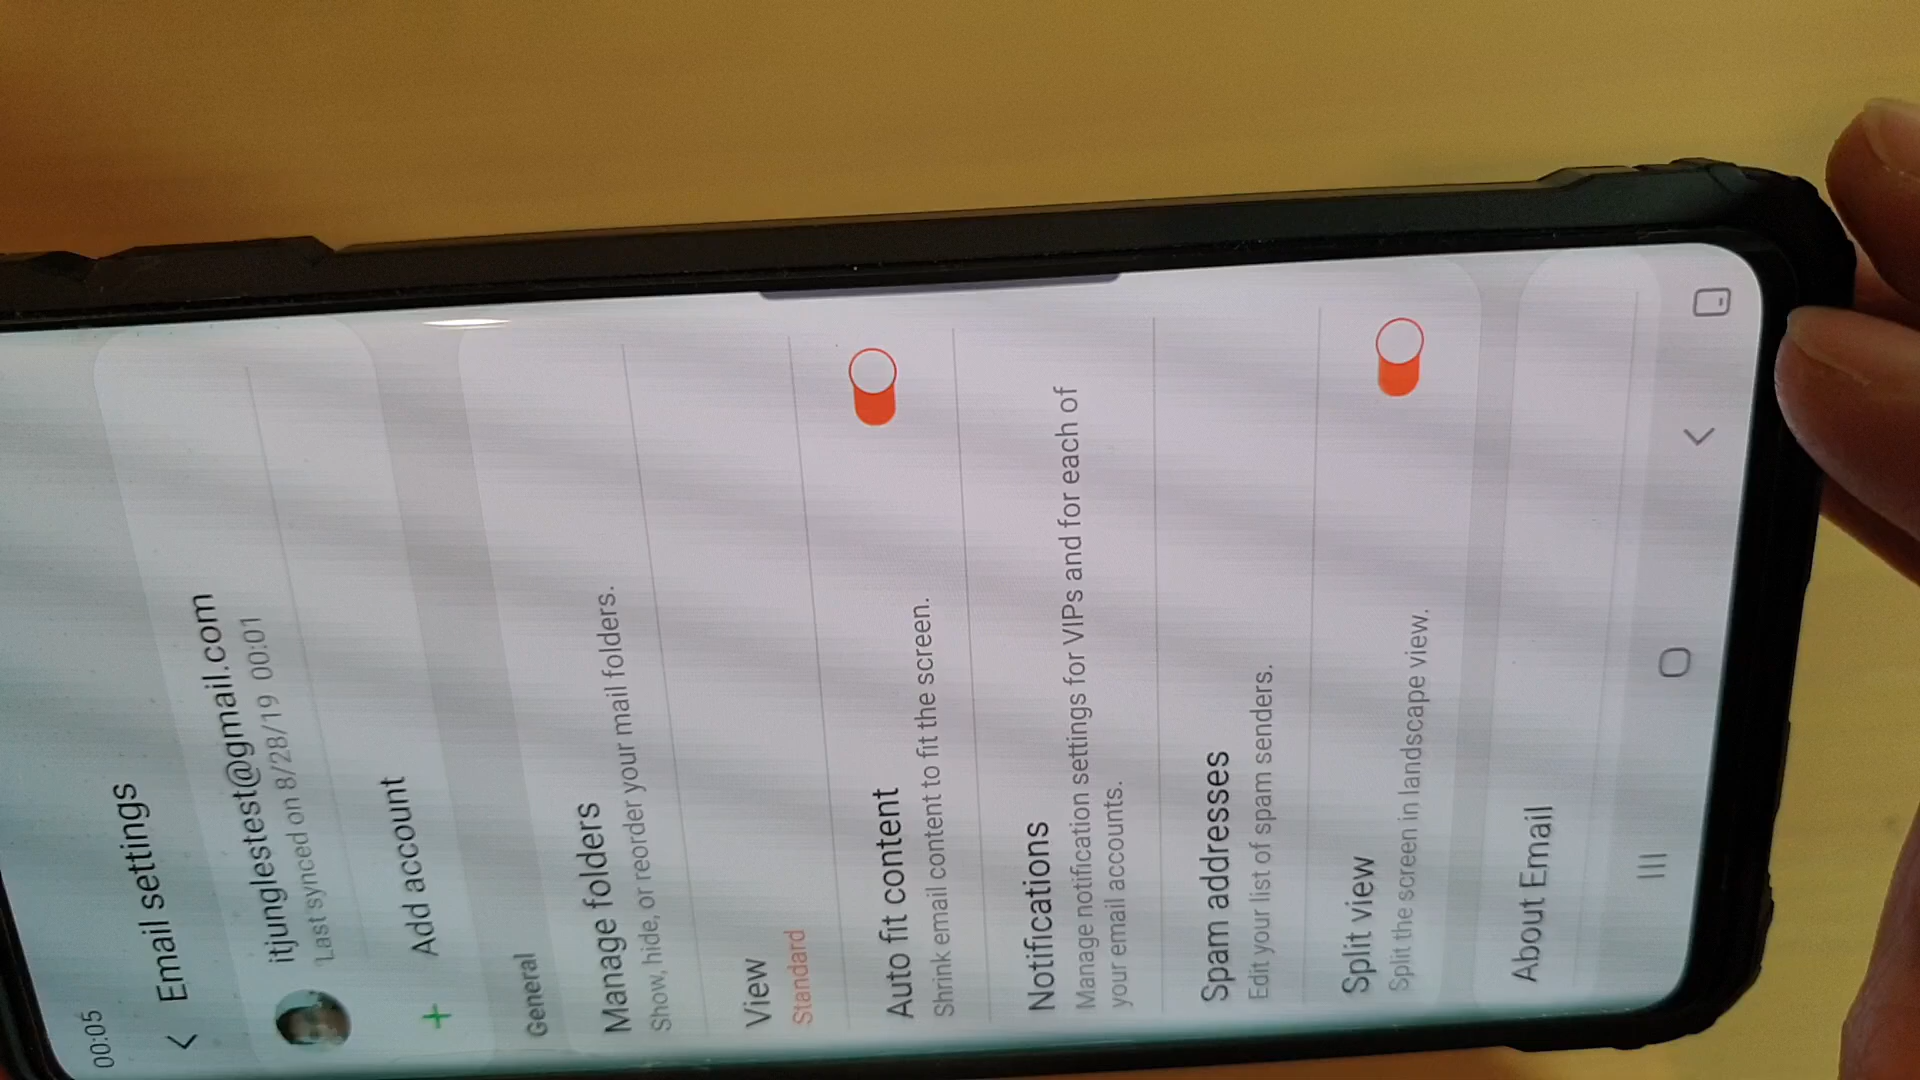 00:05
Email settings
itjunglestest@gmail.com
Last synced on 8/28/19 00:01
Add account
General
Manage folders
Show, hide, or reorder your mail folders.
View
Standard
Auto fit content
Shrink email content to fit the screen.
Notifications
Manage notification settings for VIPs and for each of
your email accounts.
Spam addresses
Edit your list of spam senders.
Split view
Split the screen in landscape view.
About Email